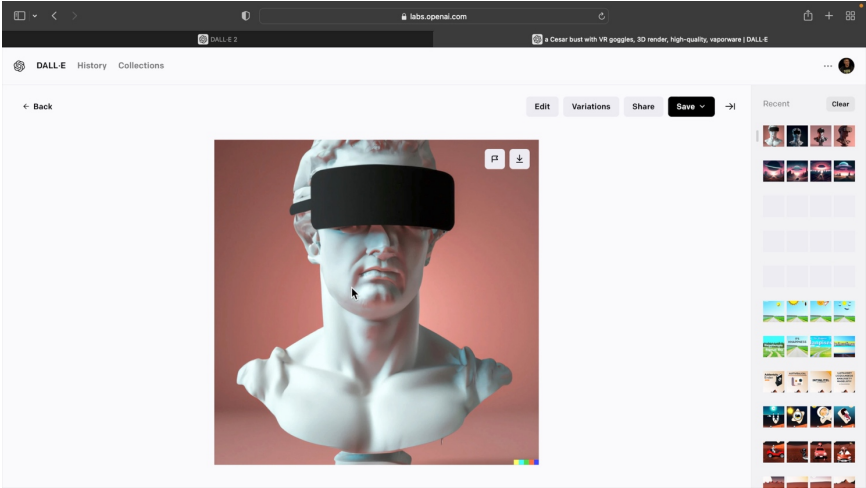 labs.openai.com
DALL·E 2
a Cesar bust with VR goggles, 3D render, high-quality, vaporware | DALL·E
DALL·E History Collections
← Back
Edit Variations Share Save
Recent Clear